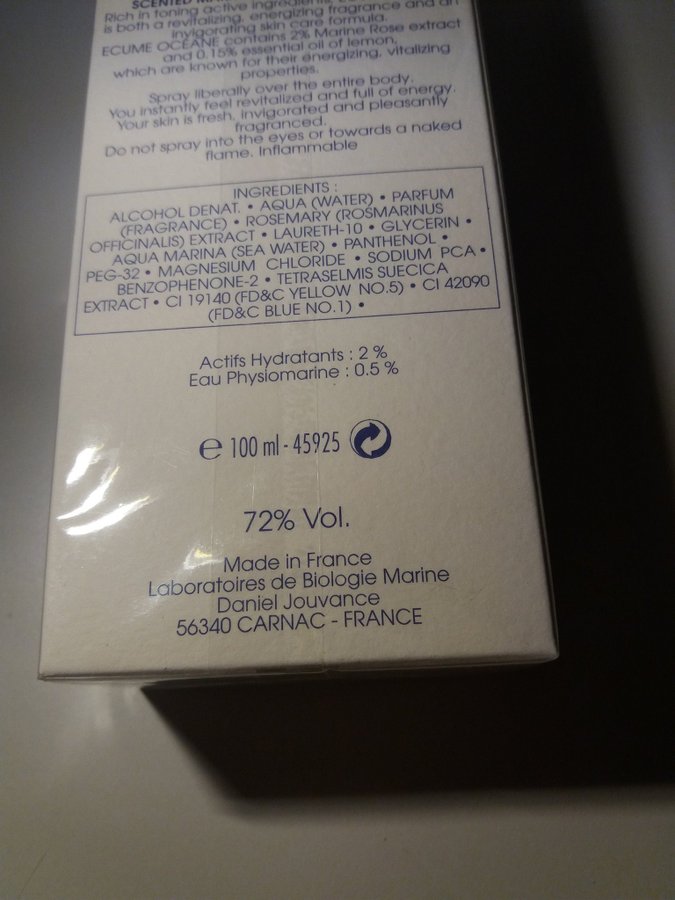 SCENTED
Rich in toning active ingredients,
is both a revitalizing, energizing fragrance and an
invigorating skin care formula.
ECUME OCÉANE contains 2% Marine Rose extract
and 0.15% essential oil of lemon,
which are known for their energizing, vitalizing
properties.
Spray liberally over the entire body.
You instantly feel revitalized and full of energy.
Your skin is fresh, invigorated and pleasantly
fragranced.
Do not spray into the eyes or towards a naked
flame. Inflammable
INGREDIENTS :
ALCOHOL DENAT. • AQUA (WATER) • PARFUM
(FRAGRANCE) • ROSEMARY (ROSMARINUS
OFFICINALIS) EXTRACT • LAURETH-10 • GLYCERIN •
AQUA MARINA (SEA WATER) • PANTHENOL •
PEG-32 • MAGNESIUM CHLORIDE • SODIUM PCA •
BENZOPHENONE-2 • TETRASELMIS SUECICA
EXTRACT • CI 19140 (FD&C YELLOW NO.5) • CI 42090
(FD&C BLUE NO.1) •
Actifs Hydratants : 2 %
Eau Physiomarine : 0.5 %
℮ 100 ml - 45925
72% Vol.
Made in France
Laboratoires de Biologie Marine
Daniel Jouvance
56340 CARNAC - FRANCE